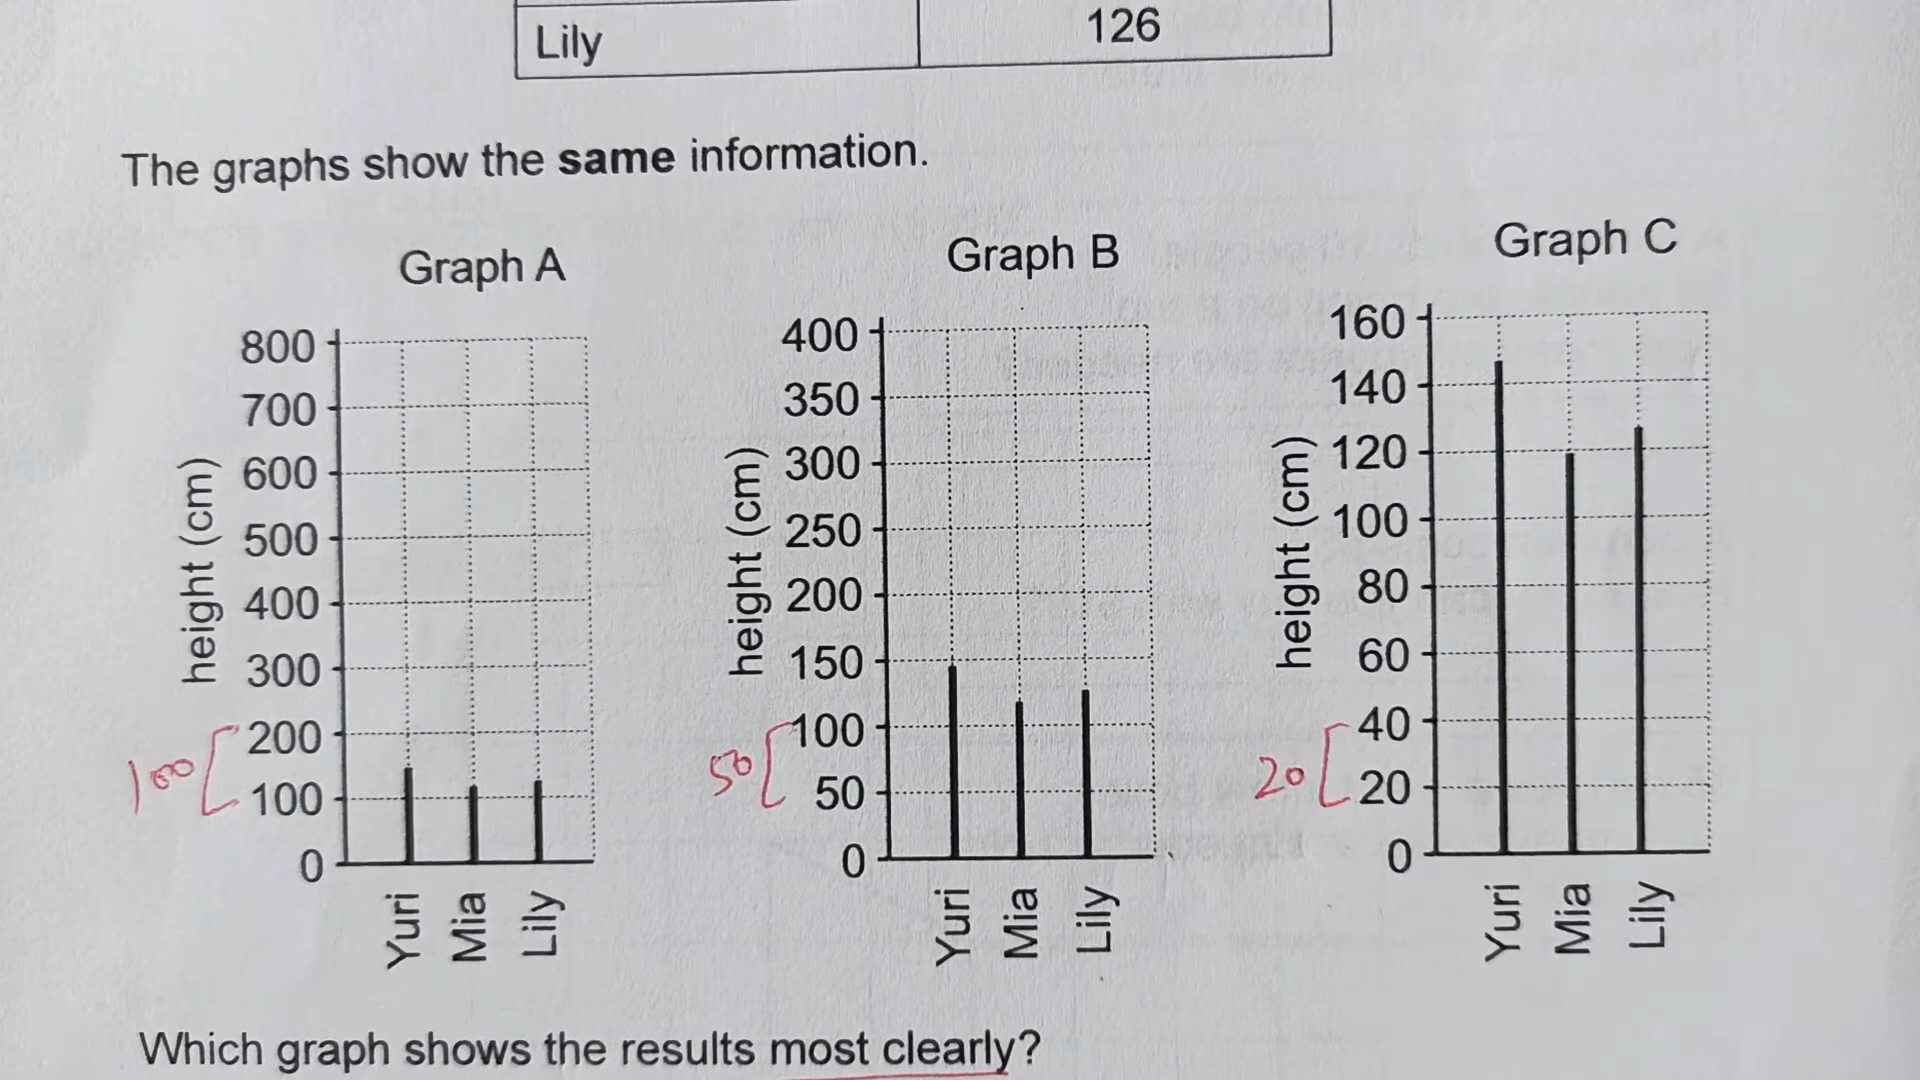 Lily 126
The graphs show the same information.
Graph A
800
700
600
500
400
300
200
100
0
height (cm)
100
Yuri
Mia
Lily
Graph B
400
350
300
250
200
150
100
50
0
height (cm)
50
Yuri
Mia
Lily
Graph C
160
140
120
100
80
60
40
20
0
height (cm)
20
Yuri
Mia
Lily
Which graph shows the results most clearly?